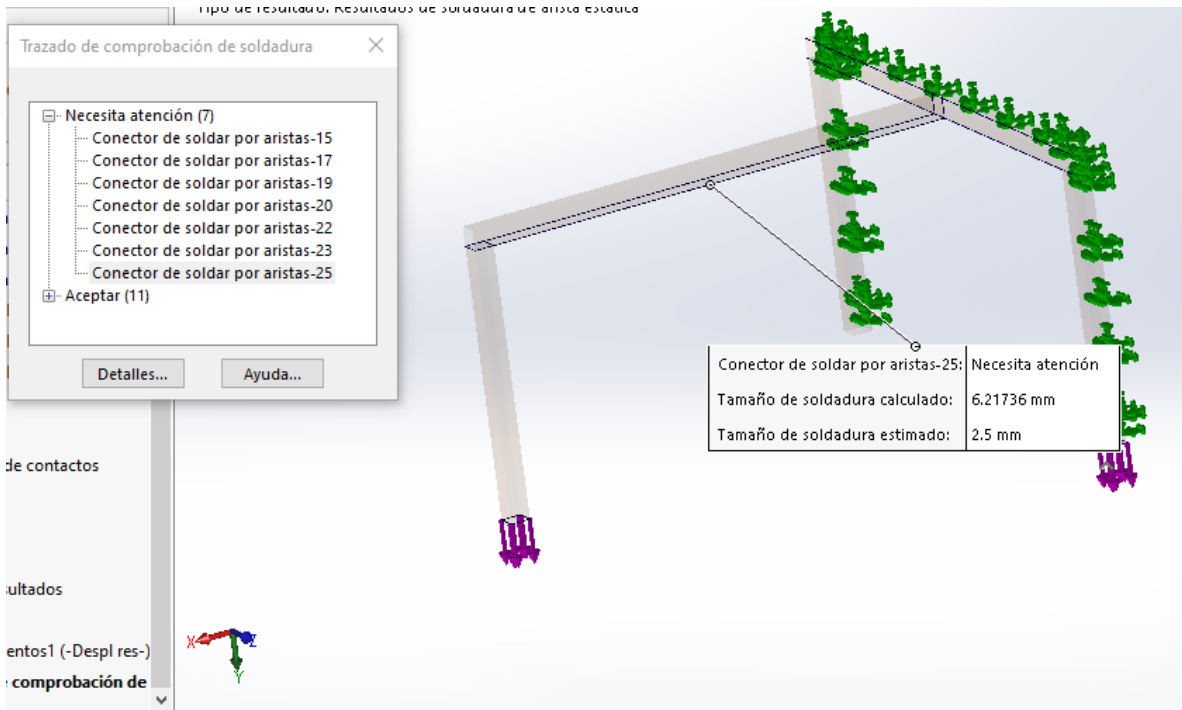 Tipo de resultado: Resultados de soldadura de arista estática
Trazado de comprobación de soldadura
Necesita atención (7)
Conector de soldar por aristas-15
Conector de soldar por aristas-17
Conector de soldar por aristas-19
Conector de soldar por aristas-20
Conector de soldar por aristas-22
Conector de soldar por aristas-23
Conector de soldar por aristas-25
Aceptar (11)
Detalles...
Ayuda...
Conector de soldar por aristas-25: Necesita atención
Tamaño de soldadura calculado: 6.21736 mm
Tamaño de soldadura estimado: 2.5 mm
de contactos
sultados
entos1 (-Despl res-)
comprobación de
X
Y
Z